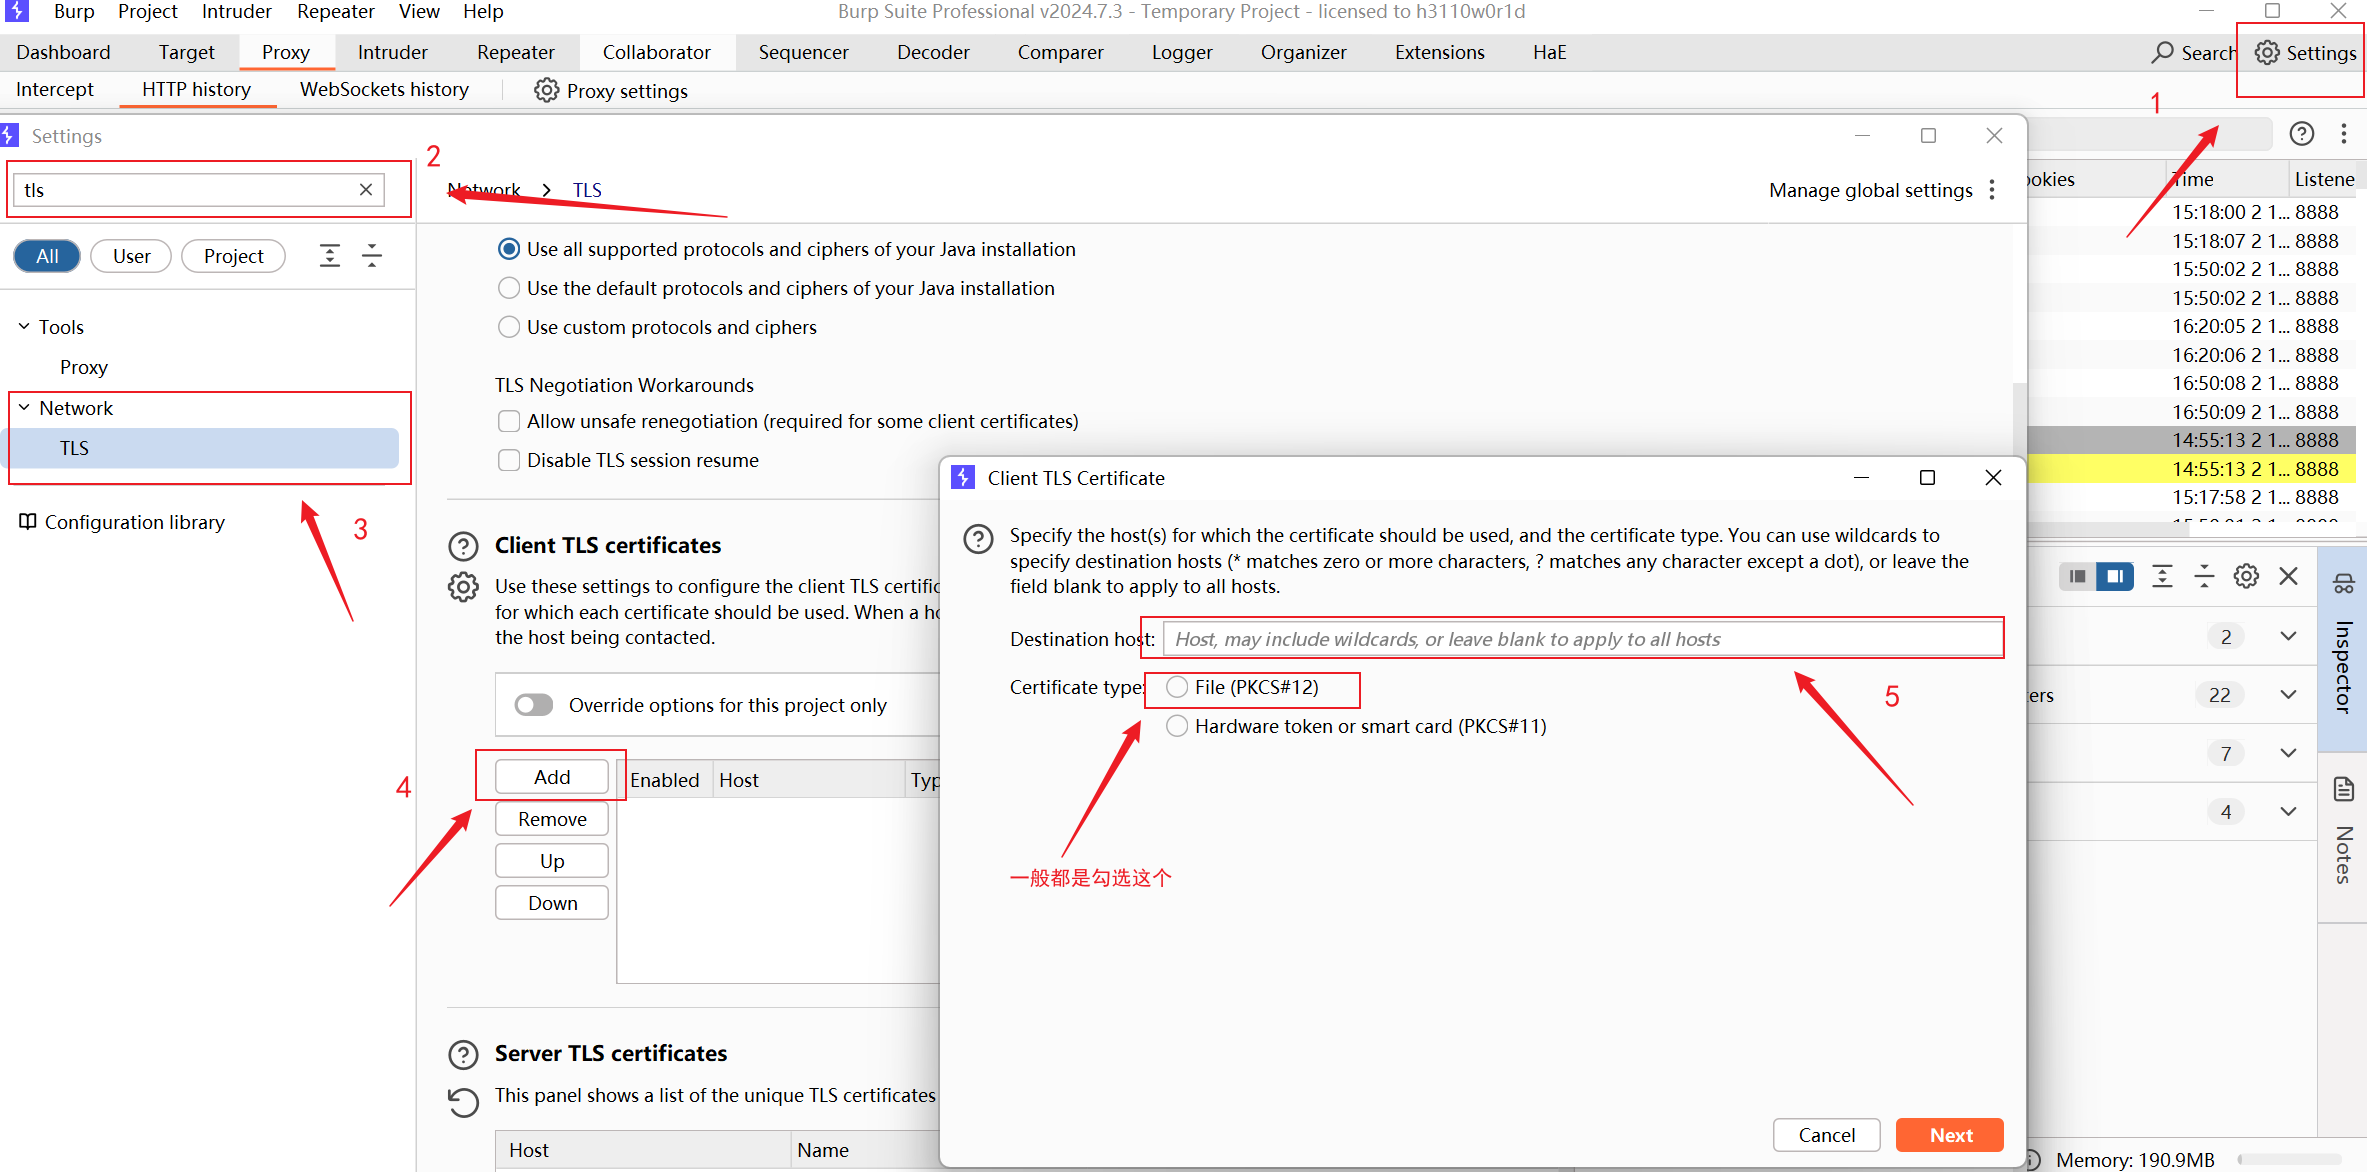 Burp Project Intruder Repeater View Help
Burp Suite Professional v2024.7.3 - Temporary Project - licensed to h3110w0r1d
Dashboard Target Proxy Intruder Repeater Collaborator Sequencer Decoder Comparer Logger Organizer Extensions HaE
Search Settings
Intercept HTTP history WebSockets history Proxy settings
1
Settings
2
tls
Network > TLS
Manage global settings
All User Project
Tools
Proxy
Network
TLS
3
Configuration library
Use all supported protocols and ciphers of your Java installation
Use the default protocols and ciphers of your Java installation
Use custom protocols and ciphers
TLS Negotiation Workarounds
Allow unsafe renegotiation (required for some client certificates)
Disable TLS session resume
Client TLS certificates
Use these settings to configure the client TLS certific
for which each certificate should be used. When a ho
the host being contacted.
Override options for this project only
4
Add
Remove
Up
Down
Enabled Host Typ
Server TLS certificates
This panel shows a list of the unique TLS certificates
Host Name
Client TLS Certificate
Specify the host(s) for which the certificate should be used, and the certificate type. You can use wildcards to
specify destination hosts (* matches zero or more characters, ? matches any character except a dot), or leave the
field blank to apply to all hosts.
Destination host: Host, may include wildcards, or leave blank to apply to all hosts
Certificate type: File (PKCS#12)
5
Hardware token or smart card (PKCS#11)
一般都是勾选这个
Cancel Next
ookies Time Listene
15:18:00 2 1... 8888
15:18:07 2 1... 8888
15:50:02 2 1... 8888
15:50:02 2 1... 8888
16:20:05 2 1... 8888
16:20:06 2 1... 8888
16:50:08 2 1... 8888
16:50:09 2 1... 8888
14:55:13 2 1... 8888
14:55:13 2 1... 8888
15:17:58 2 1... 8888
2
ers 22
7
4
Inspector
Notes
Memory: 190.9MB